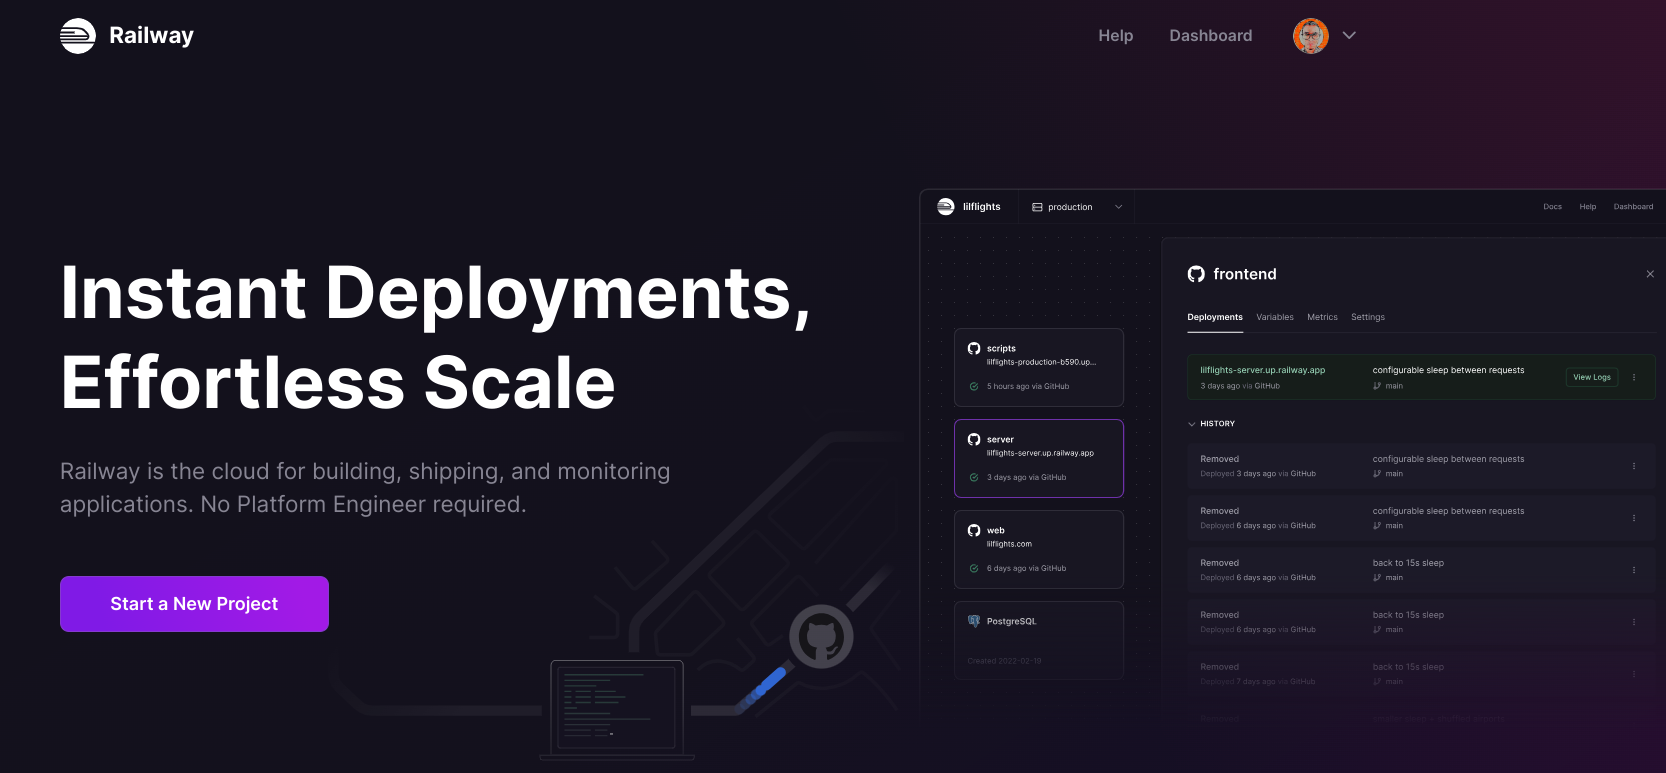 Railway
Help
Dashboard
Instant Deployments,
Effortless Scale
Railway is the cloud for building, shipping, and monitoring
applications. No Platform Engineer required.
Start a New Project
lilflights
production
Docs
Help
Dashboard
scripts
lilflights-production-b590.up...
5 hours ago via GitHub
server
lilflights-server.up.railway.app
3 days ago via GitHub
web
lilflights.com
6 days ago via GitHub
PostgreSQL
Created 2022-02-19
frontend
Deployments
Variables
Metrics
Settings
lilflights-server.up.railway.app
3 days ago via GitHub
configurable sleep between requests
main
View Logs
HISTORY
Removed
Deployed 3 days ago via GitHub
configurable sleep between requests
main
Removed
Deployed 6 days ago via GitHub
configurable sleep between requests
main
Removed
Deployed 6 days ago via GitHub
back to 15s sleep
main
Removed
Deployed 6 days ago via GitHub
back to 15s sleep
main
Removed
Deployed 7 days ago via GitHub
back to 15s sleep
main
Removed